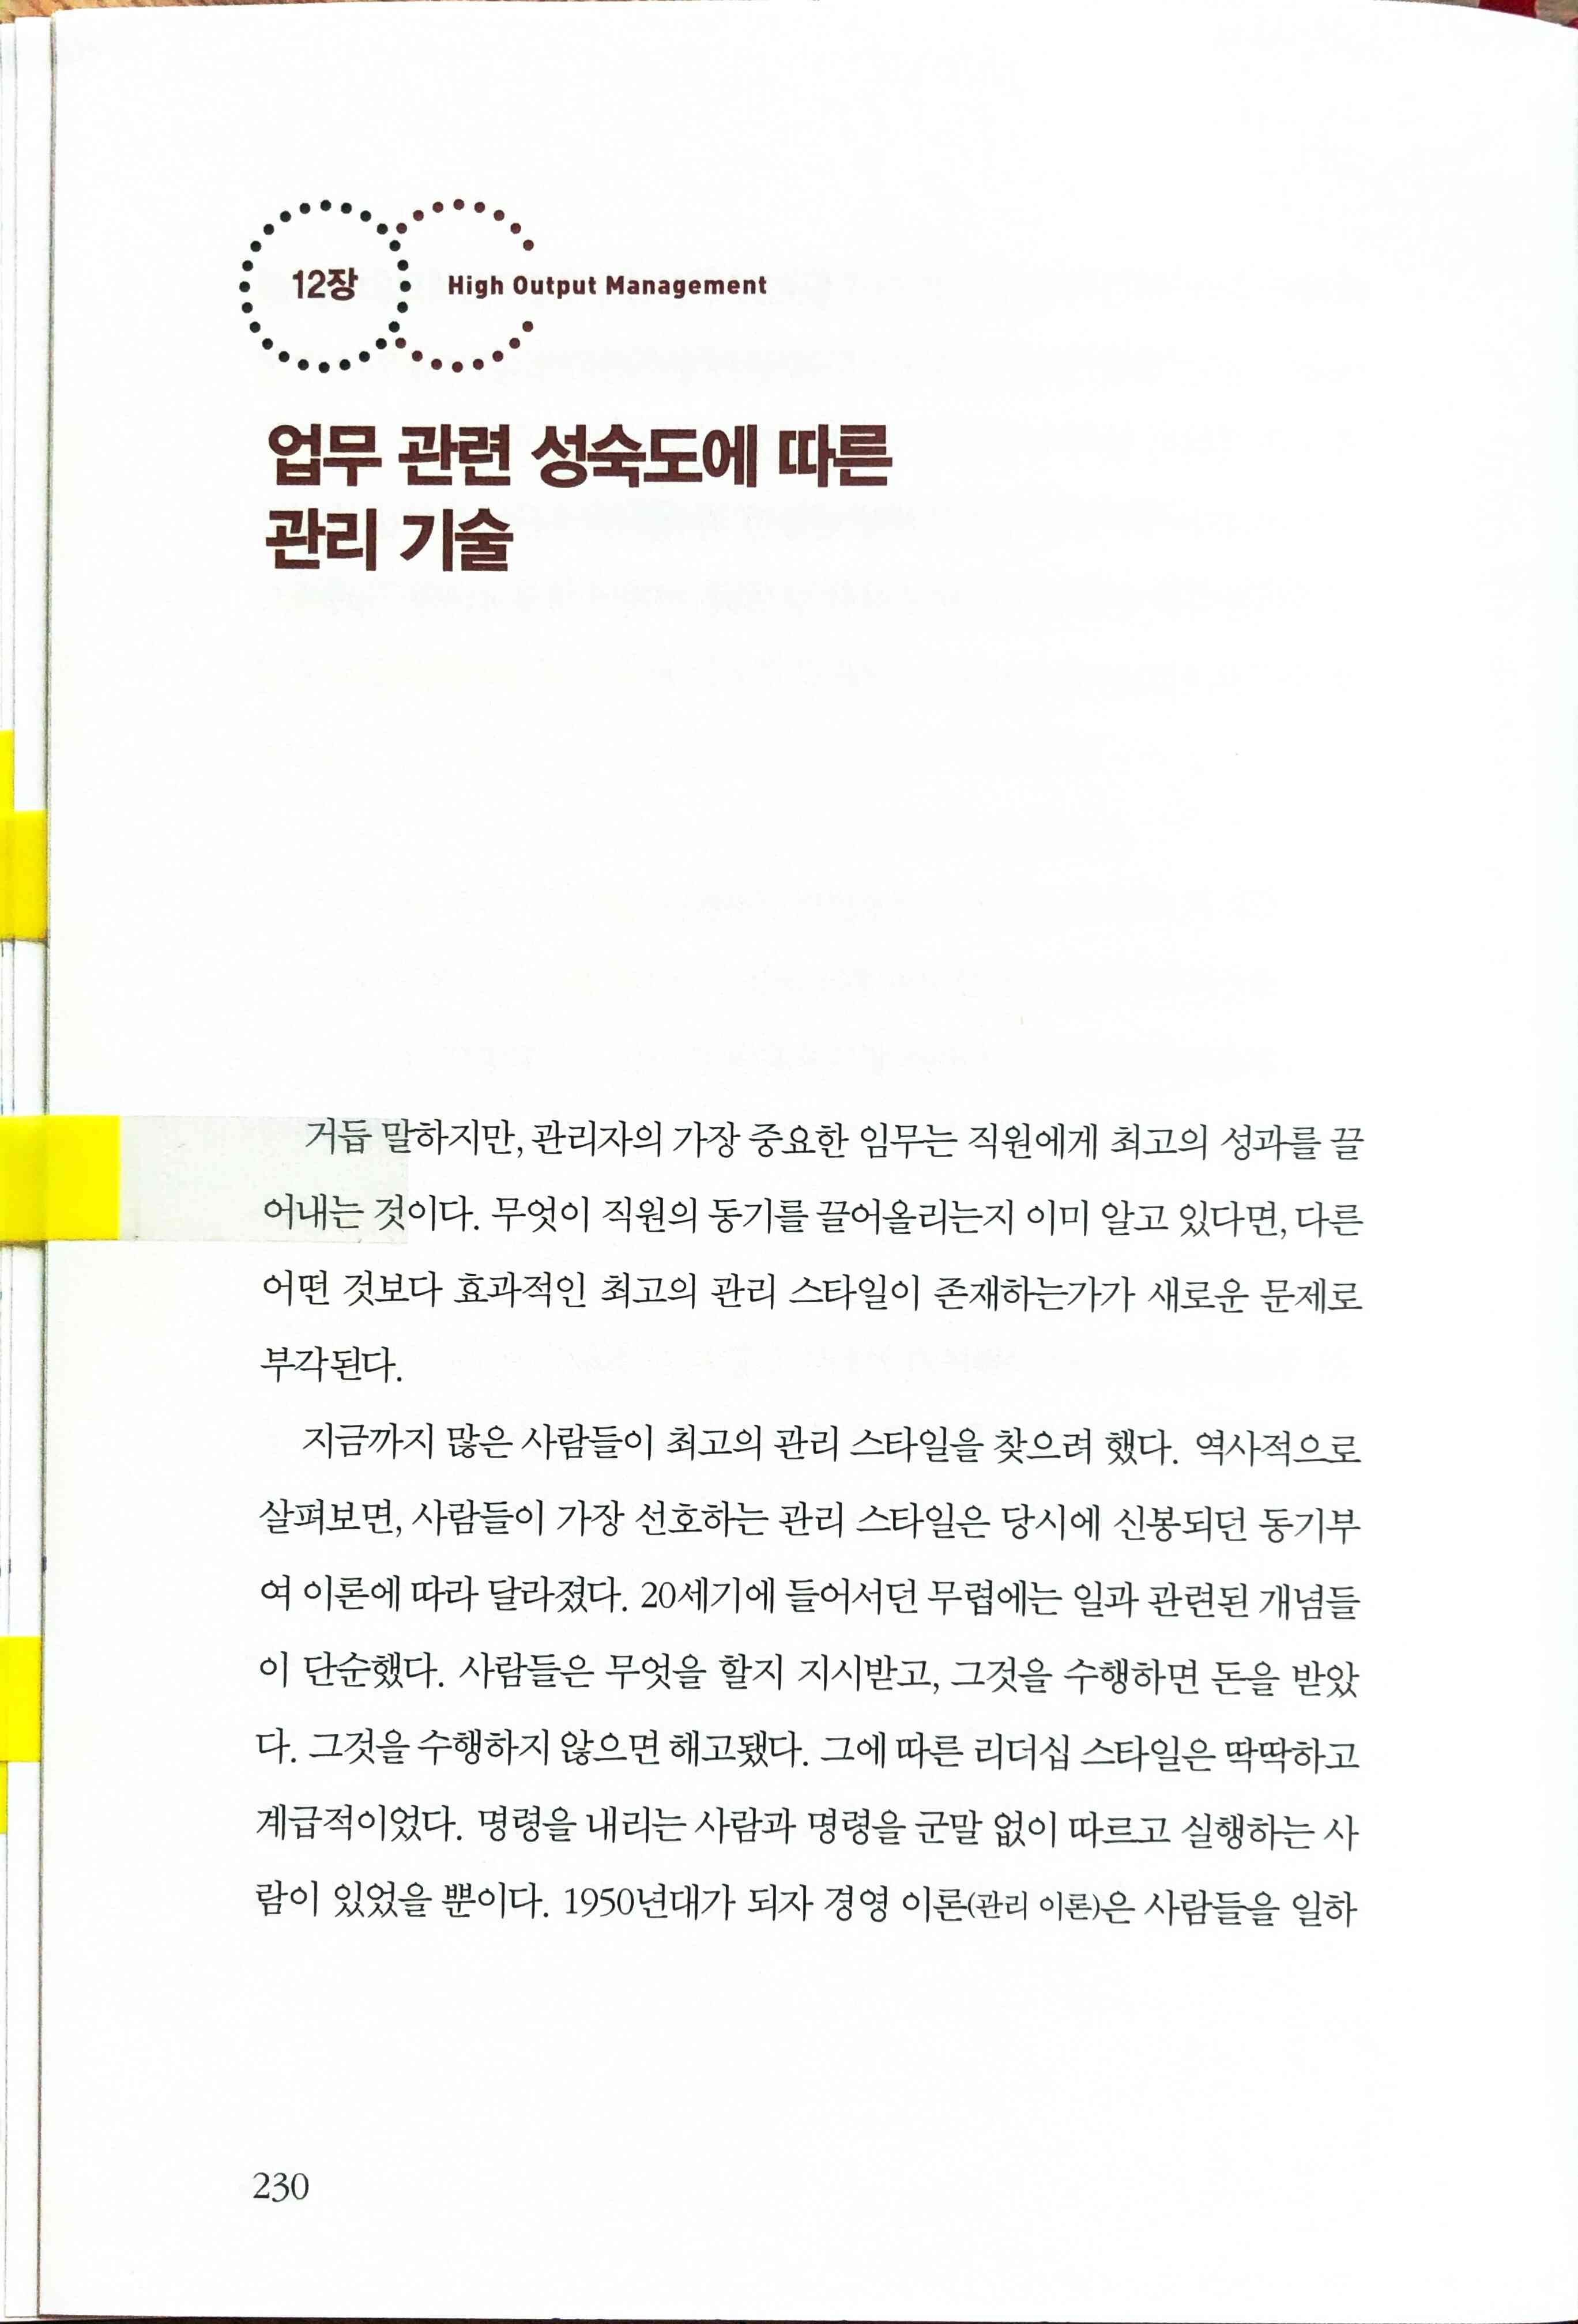 12장
High Output Management
업무 관련 성숙도에 따른
관리 기술
거듭 말하지만, 관리자의 가장 중요한 임무는 직원에게 최고의 성과를 끌
어내는 것이다. 무엇이 직원의 동기를 끌어올리는지 이미 알고 있다면, 다른
어떤 것보다 효과적인 최고의 관리 스타일이 존재하는가가 새로운 문제로
부각된다.
지금까지 많은 사람들이 최고의 관리 스타일을 찾으려 했다. 역사적으로
살펴보면, 사람들이 가장 선호하는 관리 스타일은 당시에 신봉되던 동기부
여 이론에 따라 달라졌다. 20세기에 들어서던 무렵에는 일과 관련된 개념들
이 단순했다. 사람들은 무엇을 할지 지시받고, 그것을 수행하면 돈을 받았
다. 그것을 수행하지 않으면 해고됐다. 그에 따른 리더십 스타일은 딱딱하고
계급적이었다. 명령을 내리는 사람과 명령을 군말 없이 따르고 실행하는 사
람이 있었을 뿐이다. 1950년대가 되자 경영 이론(관리 이론)은 사람들을 일하
230